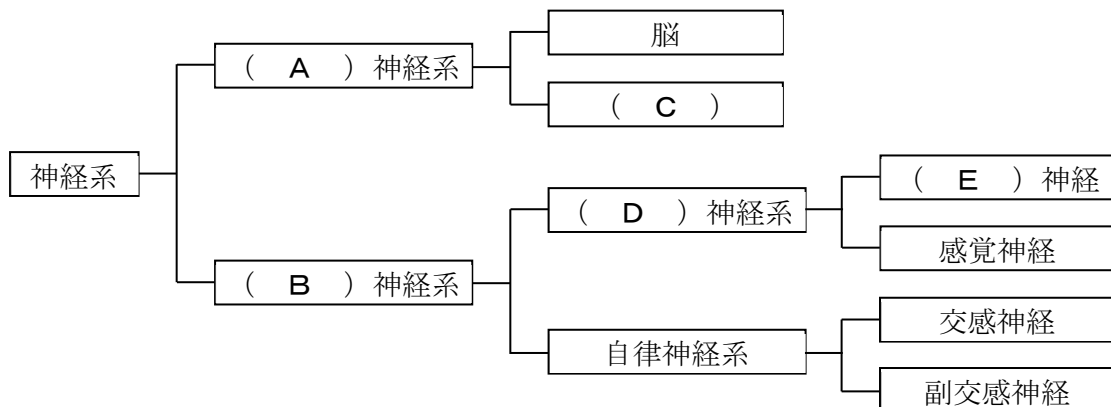 脳
( A )神経系
( C )
神経系
( E )神経
( D )神経系
感覚神経
( B )神経系
交感神経
自律神経系
副交感神経